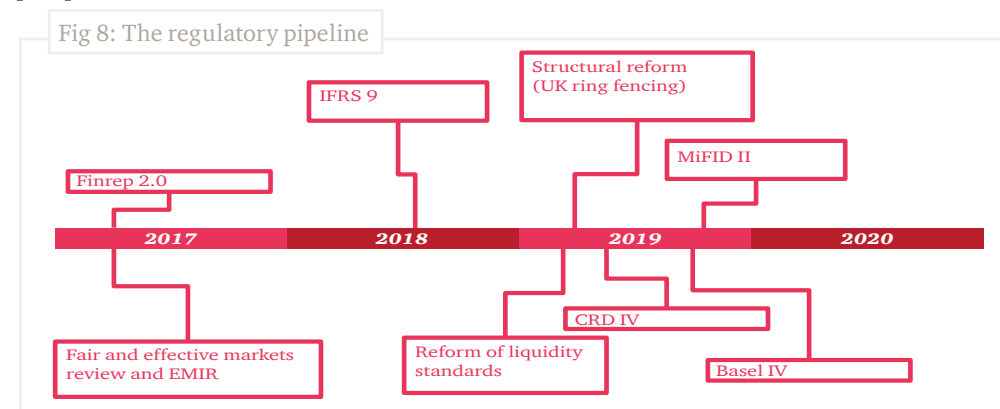 Fig 8: The regulatory pipeline
Structural reform
(UK ring fencing)
IFRS 9
MiFID II
Finrep 2.0
2017
2018
2019
2020
CRD IV
Fair and effective markets
review and EMIR
Reform of liquidity
standards
Basel IV